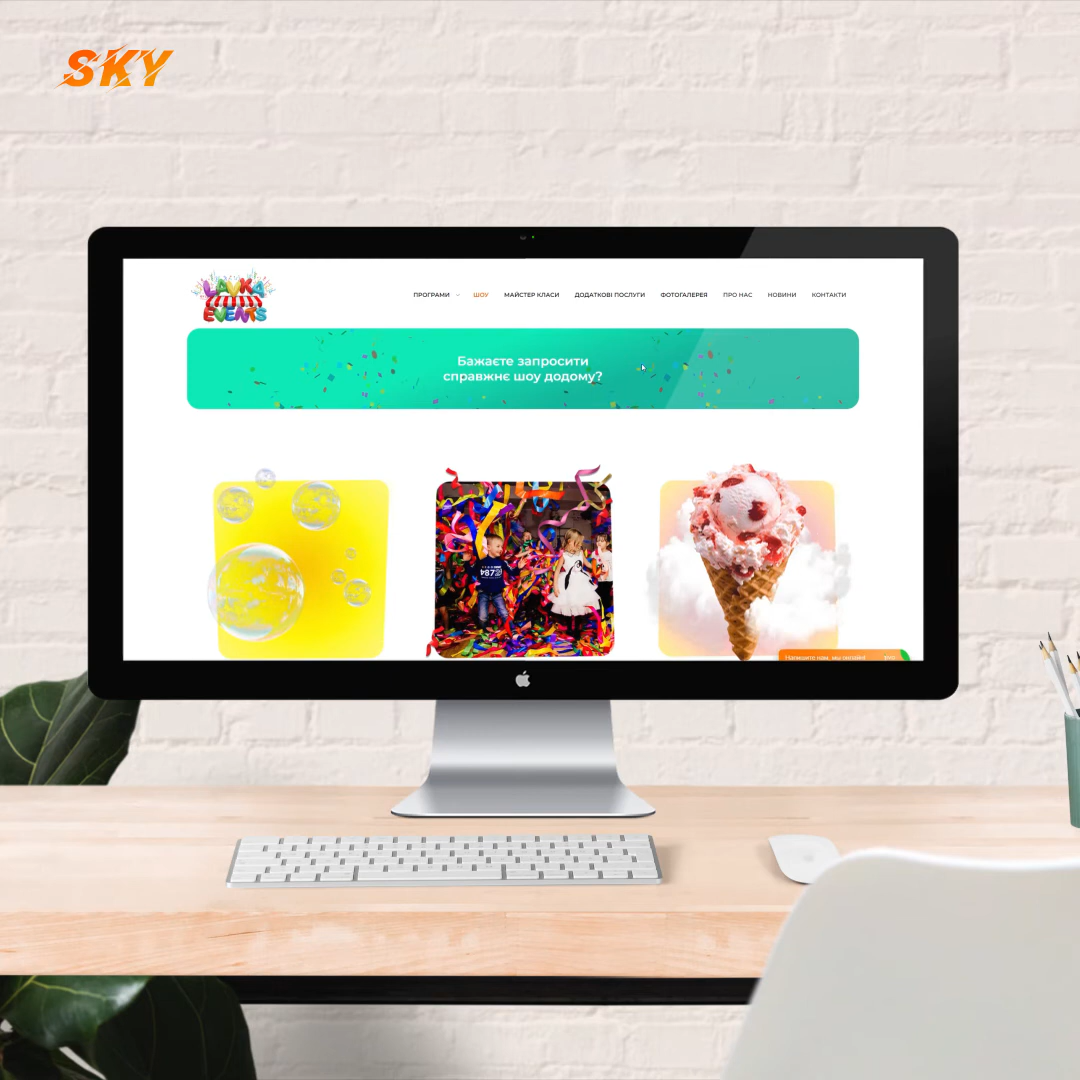 SKY
LAVKA
EVENTS
ПРОГРАМИ
ШОУ
МАЙСТЕР КЛАСИ
ДОДАТКОВІ ПОСЛУГИ
ФОТОГАЛЕРЕЯ
ПРО НАС
НОВИНИ
КОНТАКТИ
Бажаєте запросити
справжнє шоу додому?